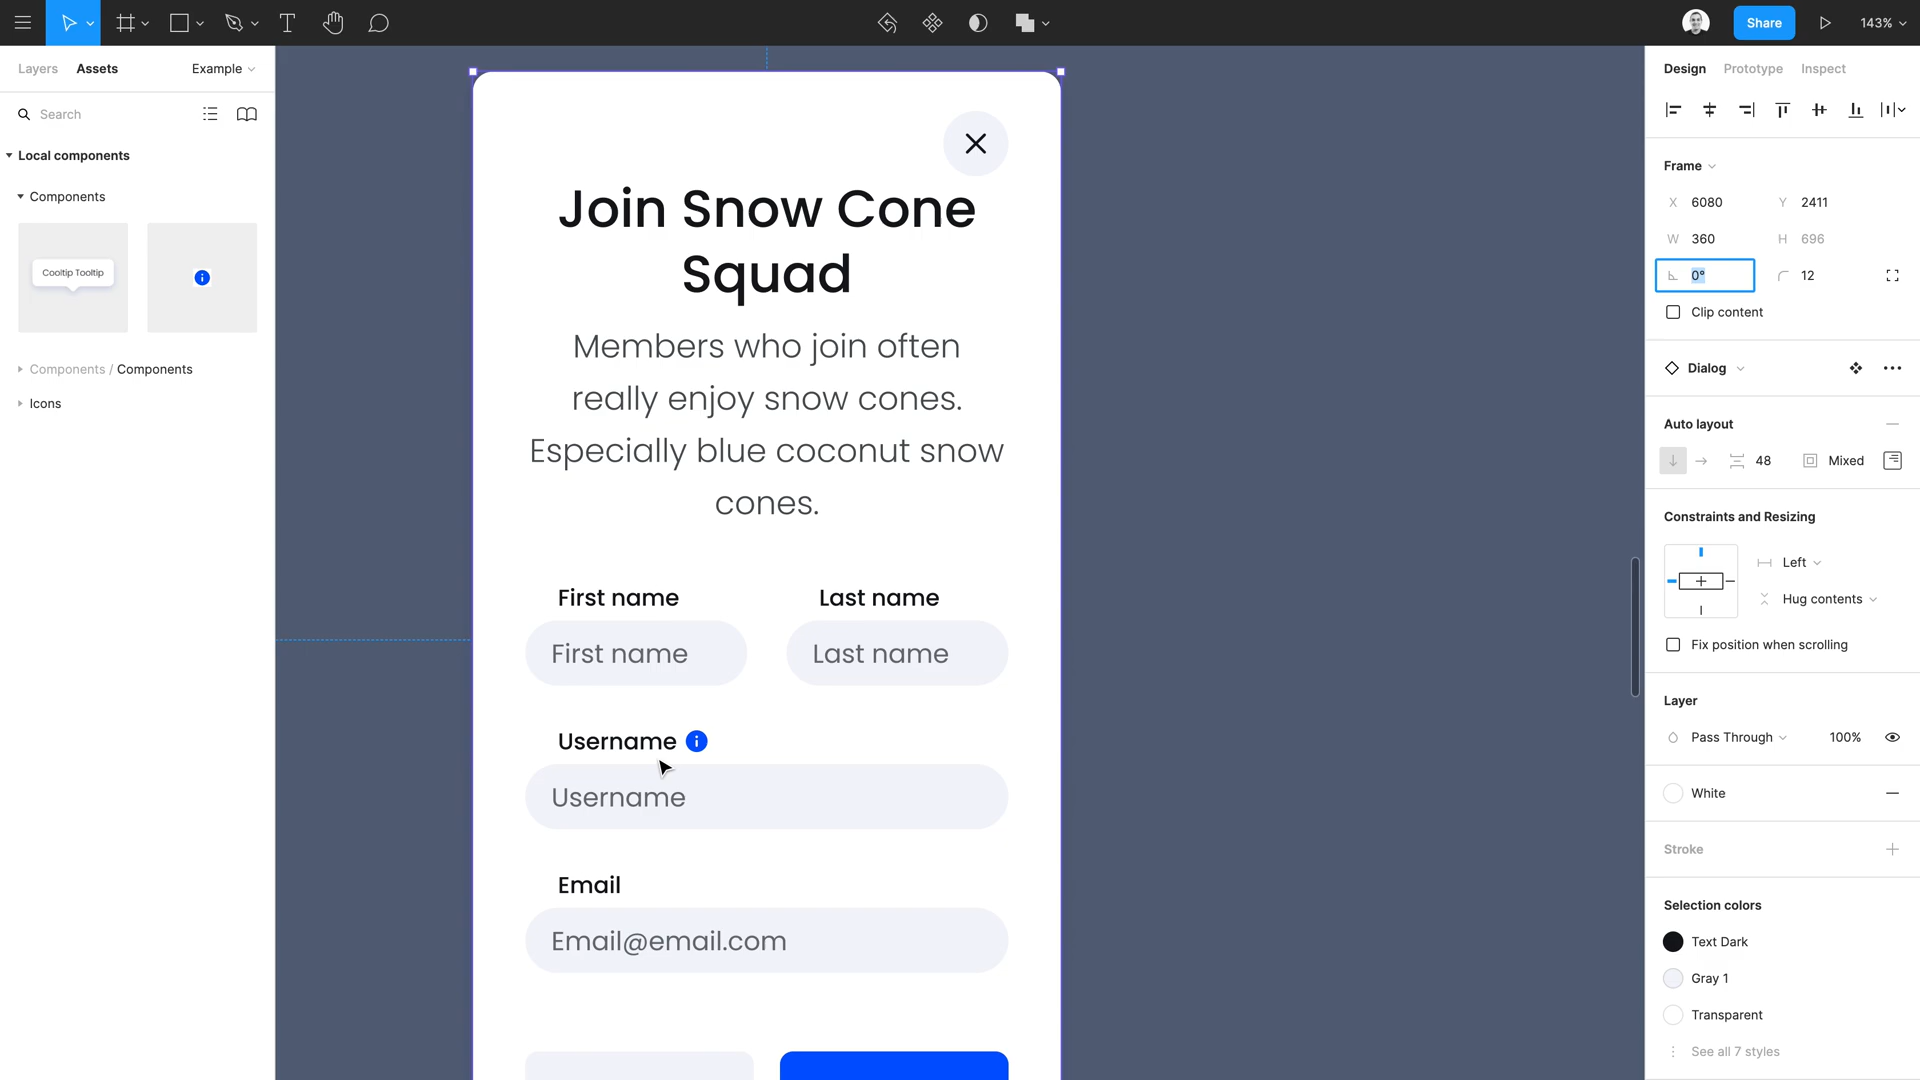 Share
143%
Layers
Assets
Example
Search
Local components
Components
Cooltip Tooltip
Components / Components
Icons
Join Snow Cone
Squad
Members who join often
really enjoy snow cones.
Especially blue coconut snow
cones.
First name
Last name
First name
Last name
Username
Username
Email
Email@email.com
Design
Prototype
Inspect
Frame
X 6080
Y 2411
W 360
H 696
0°
12
Clip content
Dialog
Auto layout
48
Mixed
Constraints and Resizing
Left
Hug contents
Fix position when scrolling
Layer
Pass Through
100%
White
Stroke
Selection colors
Text Dark
Gray 1
Transparent
See all 7 styles